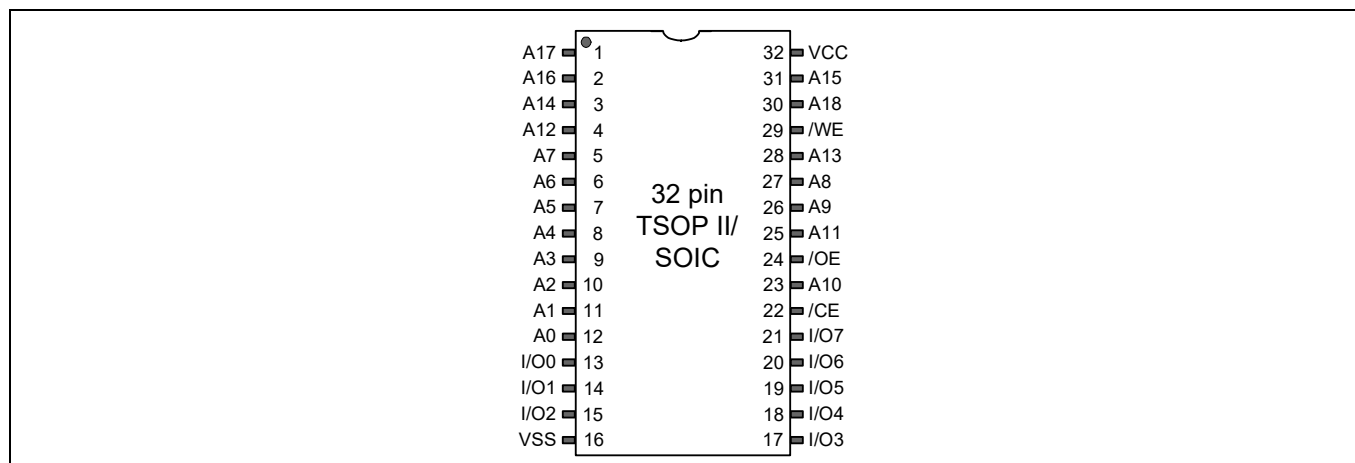 A17 1 32 VCC
A16 2 31 A15
A14 3 30 A18
A12 4 29 /WE
A7 5 28 A13
A6 6 27 A8
A5 7 26 A9
A4 8 25 A11
A3 9 24 /OE
A2 10 23 A10
A1 11 22 /CE
A0 12 21 I/O7
I/O0 13 20 I/O6
I/O1 14 19 I/O5
I/O2 15 18 I/O4
VSS 16 17 I/O3
32 pin
TSOP II/
SOIC